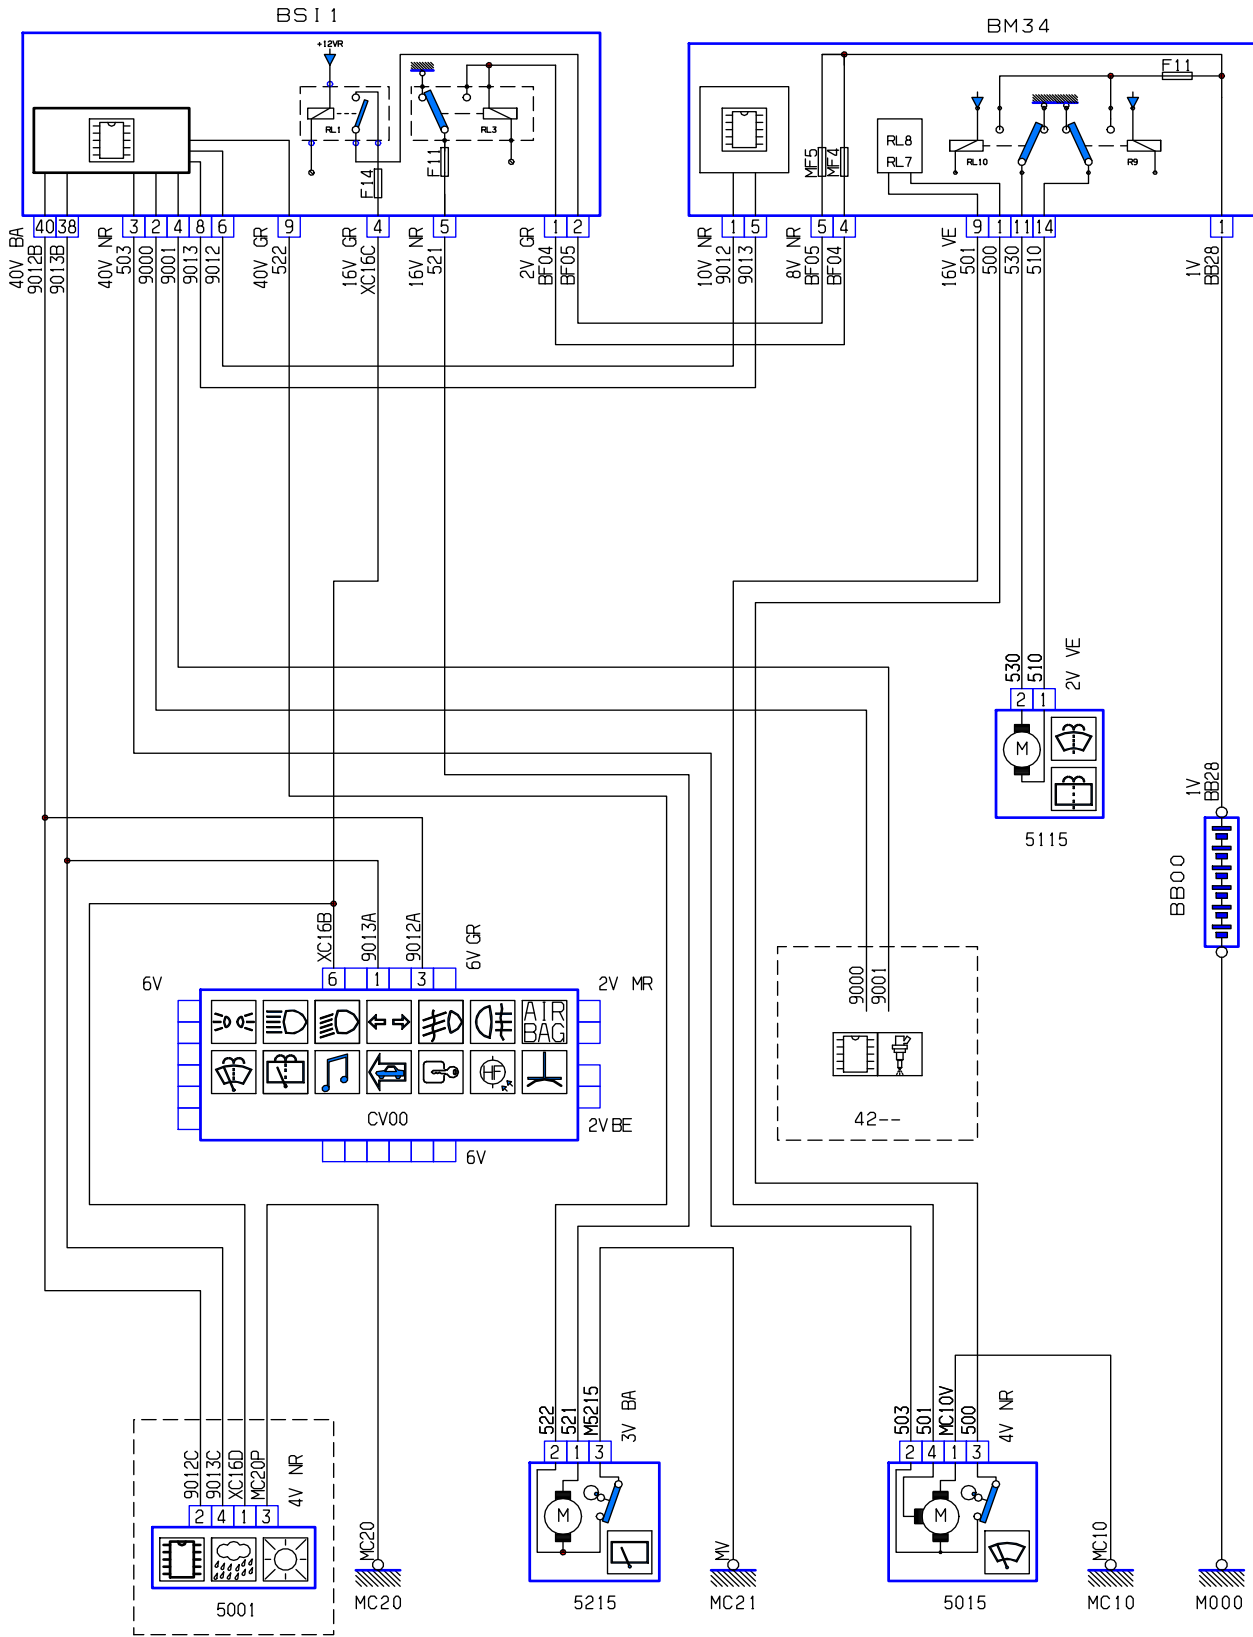 BSI1
BM34
+12VR
RL1
RL3
F14
F11
MF5
MF4
RL8
RL7
RL10
R9
F11
40 38 3 2 4 8 6 9 4 5 1 2
1 5 5 4 9 1 11 14 1
40V BA
9012B
9013B
40V NR
503
9000
9001
9013
9012
40V GR
522
16V GR
XC16C
16V NR
521
2V GR
BF04
BF05
10V NR
9012
9013
8V NR
BF05
BF04
16V VE
501
500
530
510
1V
BB28
530
510
2V VE
2 1
M
5115
1V
BB28
BB00
XC16B
9013A
9012A
6V GR
6V
6 1 3
2V MR
AIR
BAG
HF
CV00
2V BE
6V
9000
9001
42--
9012C
9013C
XC16D
MC20P
4V NR
2 4 1 3
5001
MC20
MC20
522
521
M5215
3V BA
2 1 3
M
5215
MV
MC21
503
501
MC10V
500
4V NR
2 4 1 3
M
5015
MC10
MC10
M000